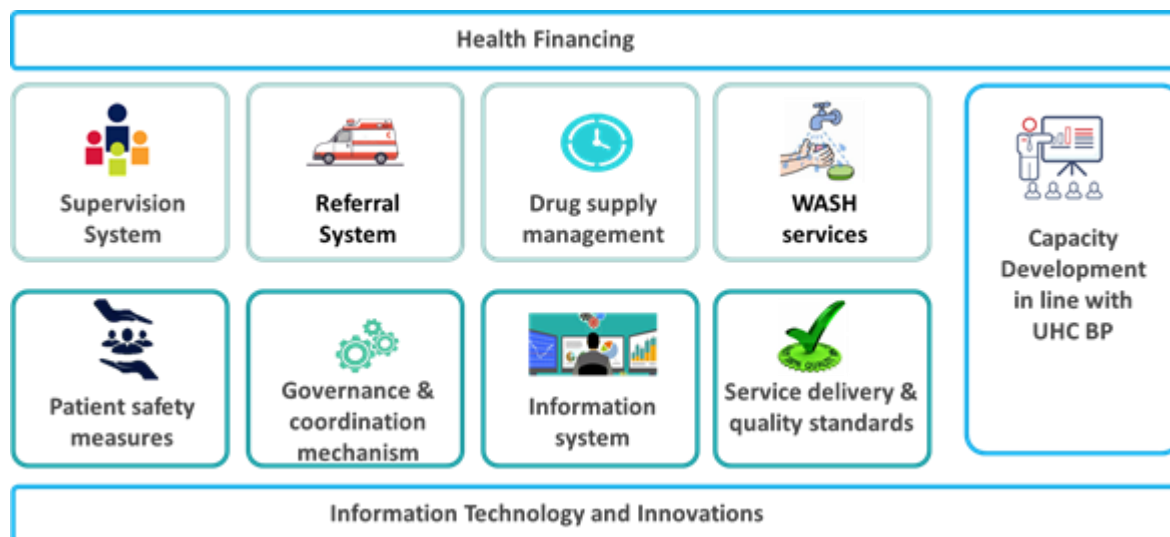 Health Financing
Supervision
System
Referral
System
Drug supply
management
WASH
services
Capacity
Development
in line with
UHC BP
Patient safety
measures
Governance &
coordination
mechanism
Information
system
Service delivery &
quality standards
Information Technology and Innovations